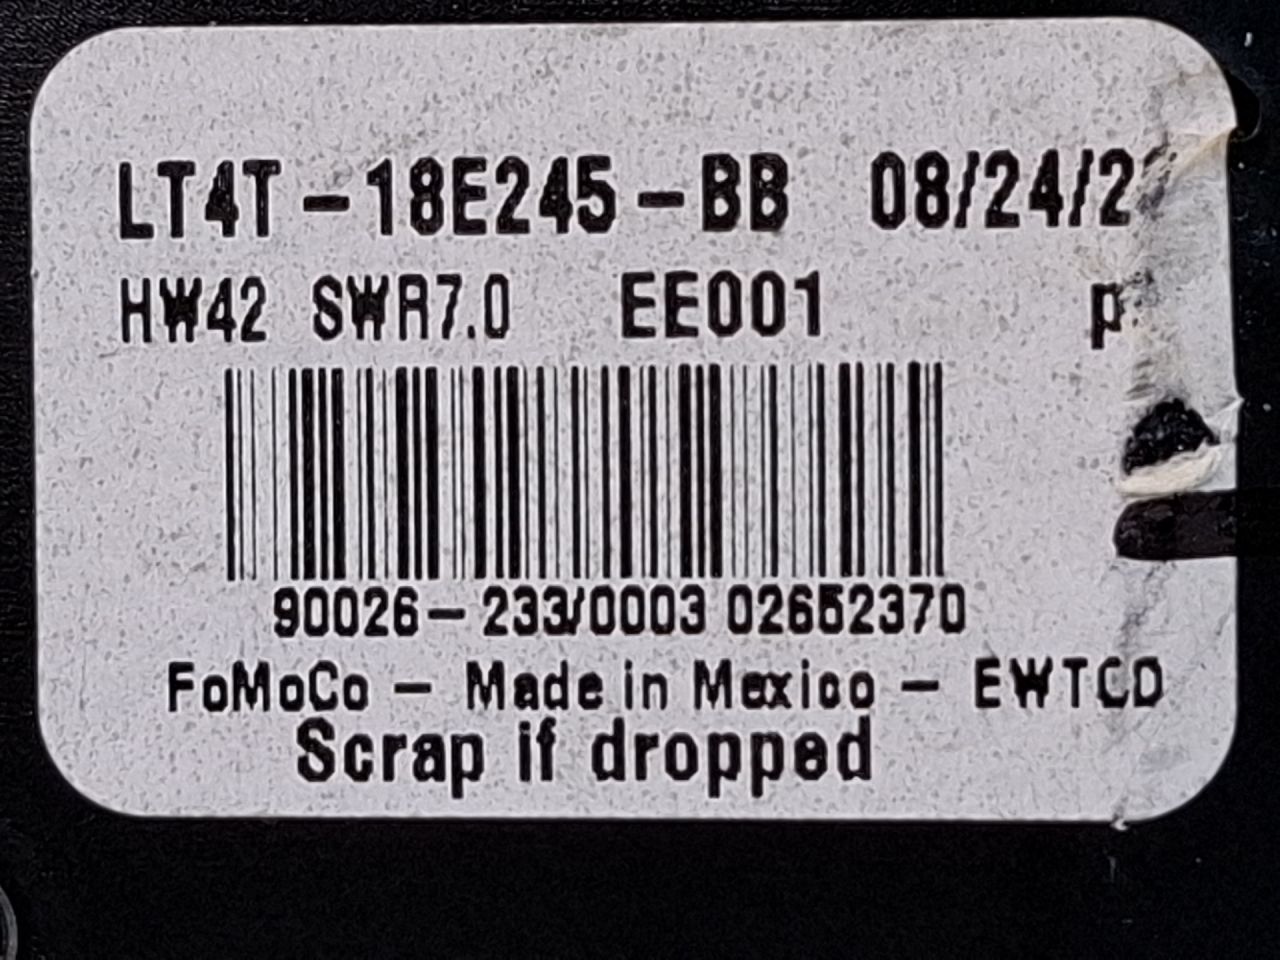 LT4T-18E245-BB 08/24/2
HW42 SWR7.0 EE001 p
90026-233/0003 02652370
FoMoCo - Made in Mexico - EWTCD
Scrap if dropped